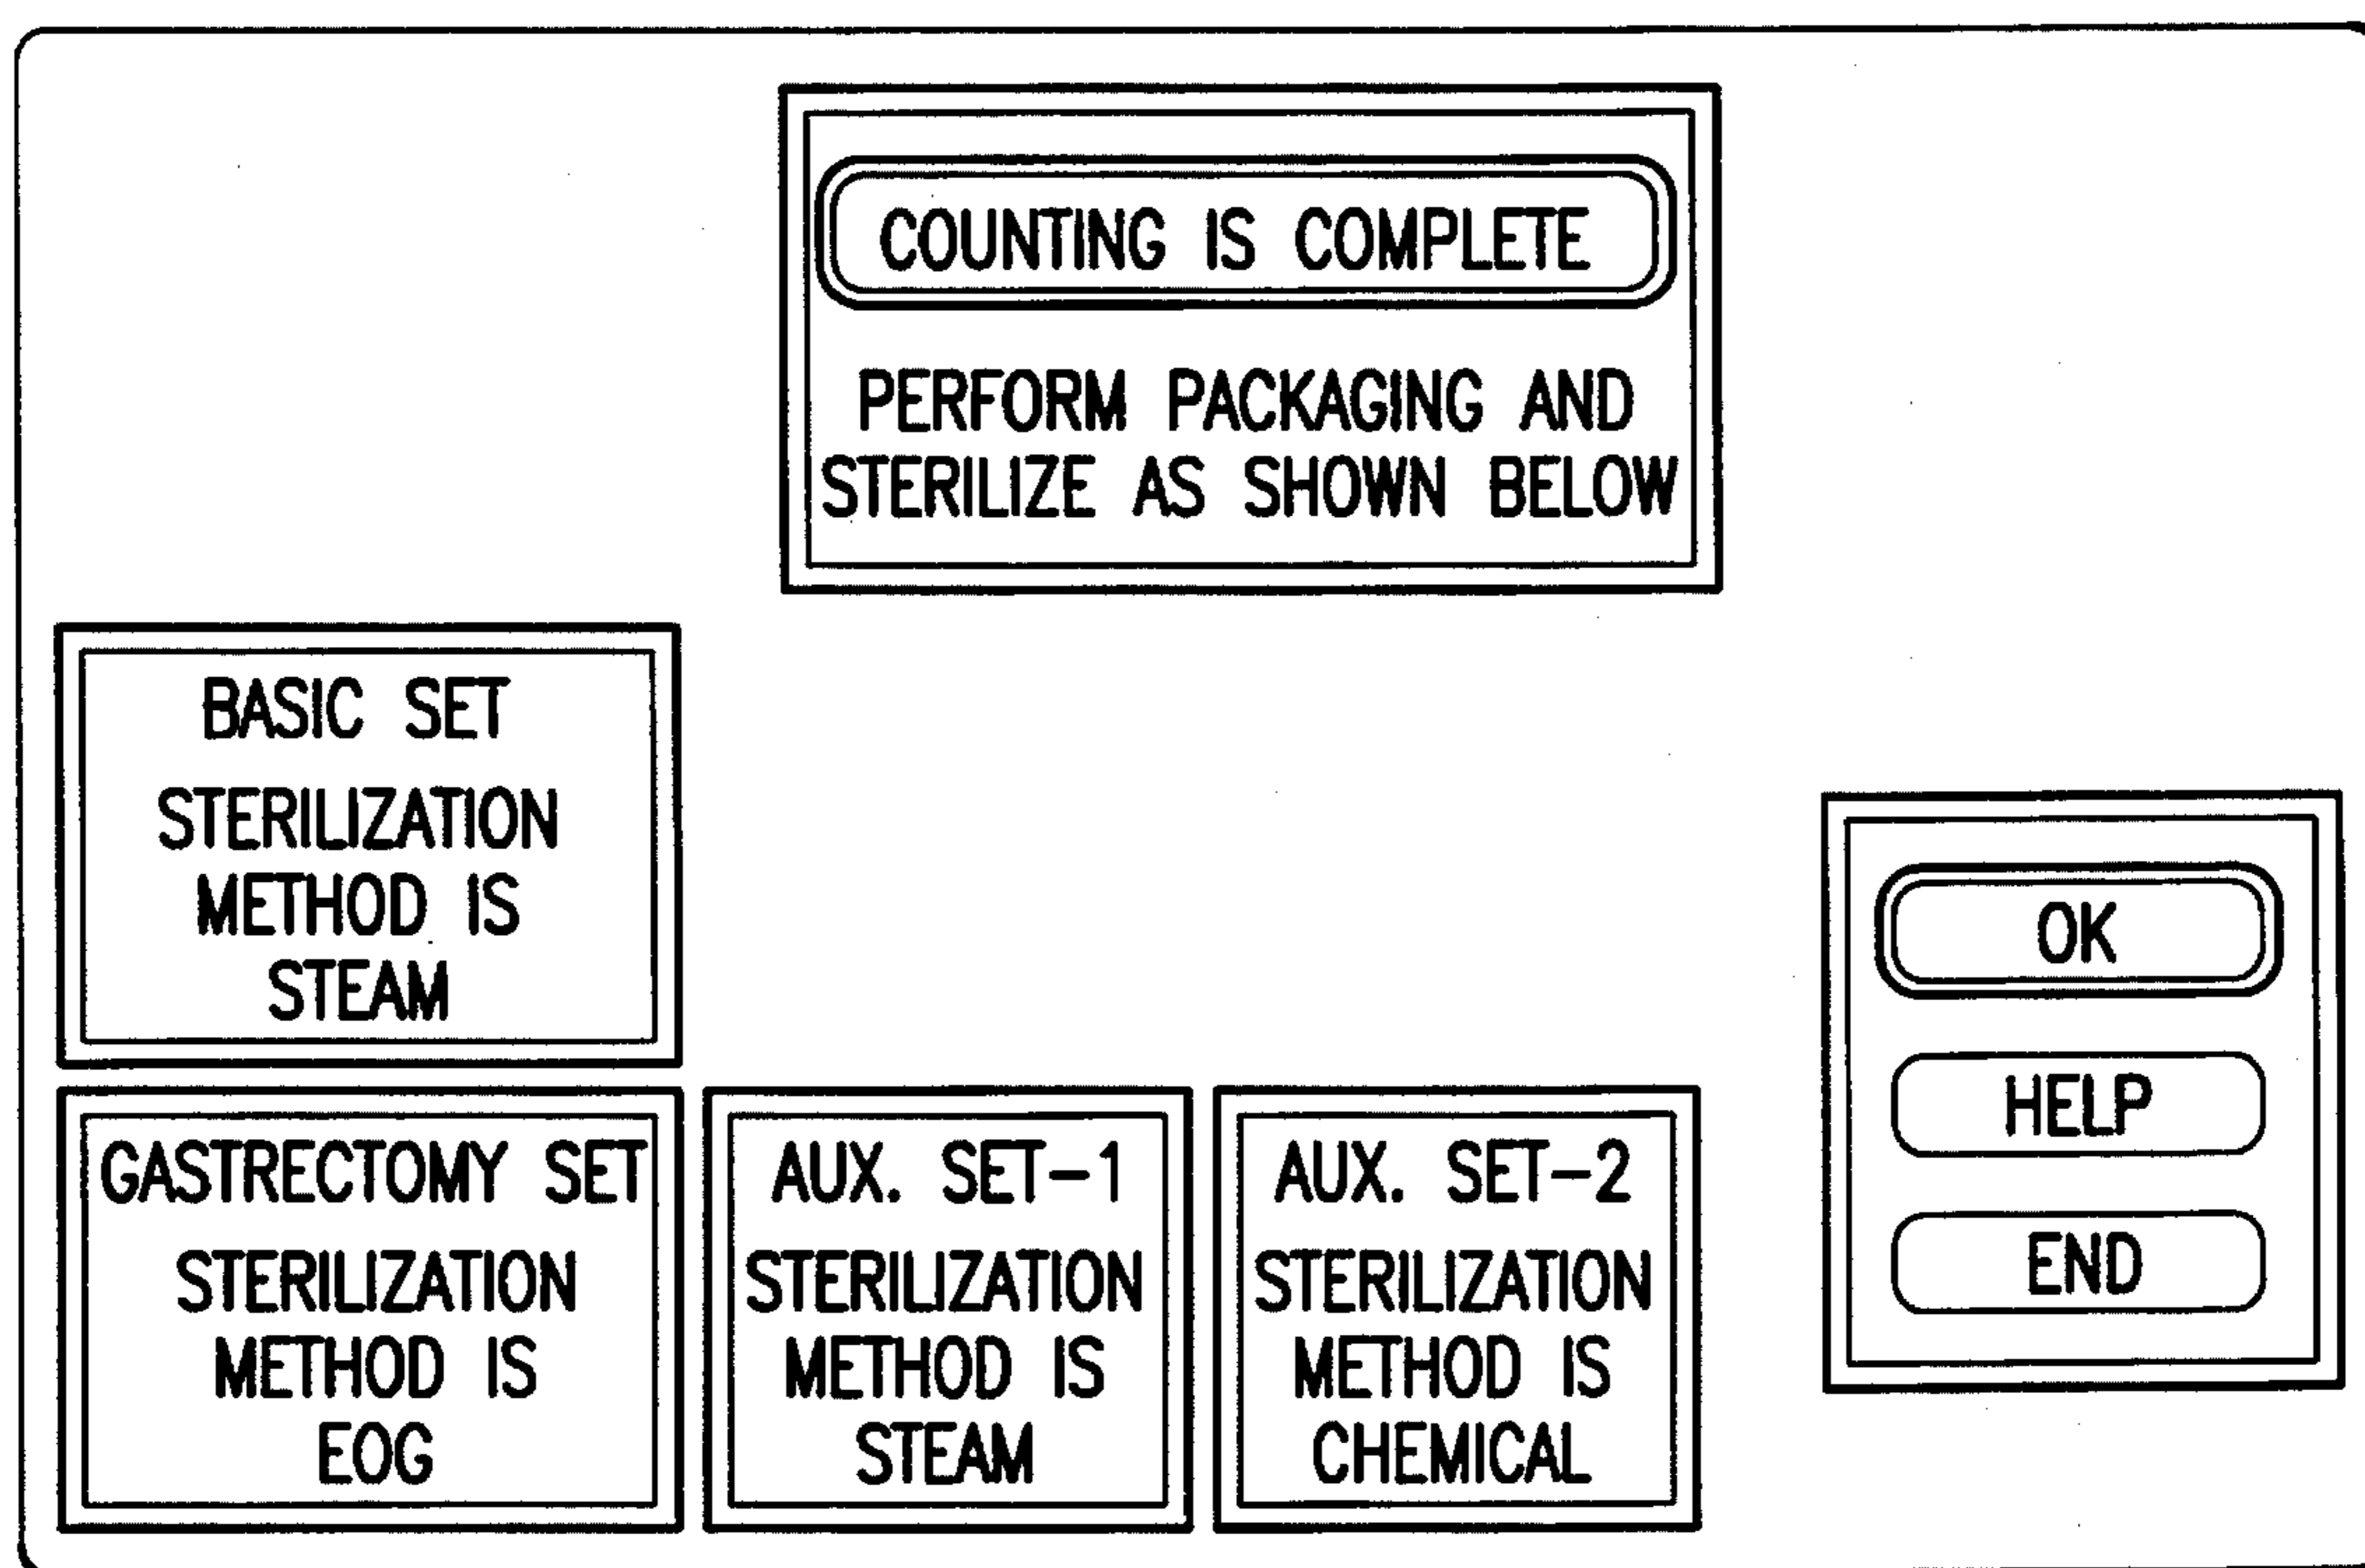 COUNTING IS COMPLETE
PERFORM PACKAGING AND
STERILIZE AS SHOWN BELOW
BASIC SET
STERILIZATION
METHOD IS
STEAM
GASTRECTOMY SET
STERILIZATION
METHOD IS
EOG
AUX. SET-1
STERILIZATION
METHOD IS
STEAM
AUX. SET-2
STERILIZATION
METHOD IS
CHEMICAL
OK
HELP
END